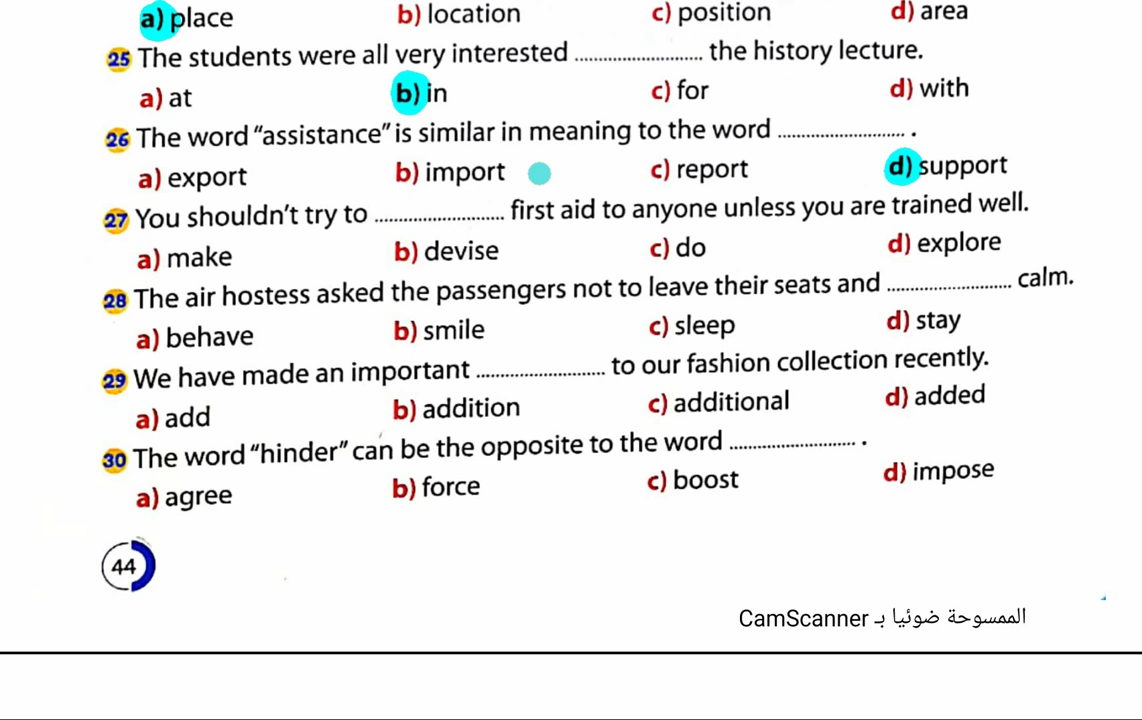 a) place b) location c) position d) area
25 The students were all very interested ........................ the history lecture.
a) at b) in c) for d) with
26 The word “assistance” is similar in meaning to the word ........................ .
a) export b) import c) report d) support
27 You shouldn’t try to ........................ first aid to anyone unless you are trained well.
a) make b) devise c) do d) explore
28 The air hostess asked the passengers not to leave their seats and ........................ calm.
a) behave b) smile c) sleep d) stay
29 We have made an important ........................ to our fashion collection recently.
a) add b) addition c) additional d) added
30 The word “hinder” can be the opposite to the word ........................ .
a) agree b) force c) boost d) impose
44
الممسوحة ضوئيا بـ CamScanner